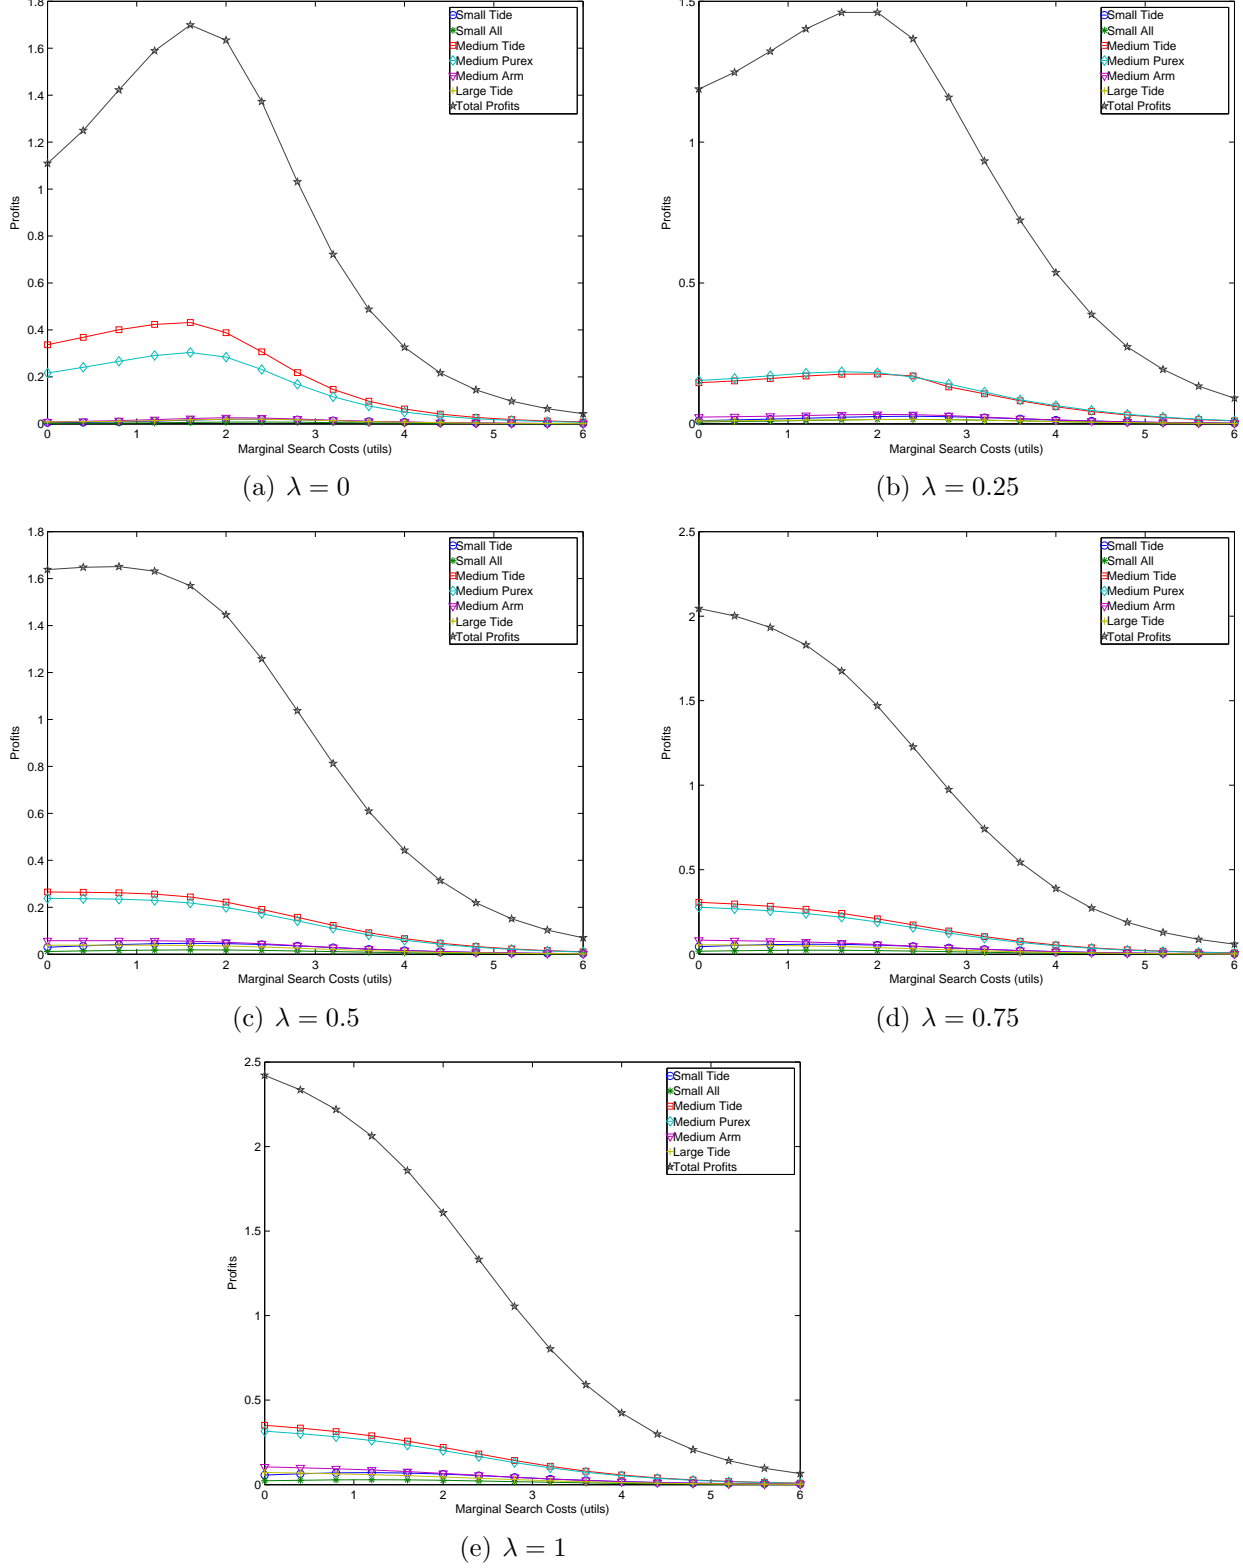 1.8
1.6
1.4
1.2
1
0.8
0.6
0.4
0.2
0
Profits
0 1 2 3 4 5 6
Marginal Search Costs (utils)
Small Tide
Small All
Medium Tide
Medium Purex
Medium Arm
Large Tide
Total Profits
(a) λ = 0
1.5
1
0.5
0
Profits
0 1 2 3 4 5 6
Marginal Search Costs (utils)
Small Tide
Small All
Medium Tide
Medium Purex
Medium Arm
Large Tide
Total Profits
(b) λ = 0.25
1.8
1.6
1.4
1.2
1
0.8
0.6
0.4
0.2
0
Profits
0 1 2 3 4 5 6
Marginal Search Costs (utils)
Small Tide
Small All
Medium Tide
Medium Purex
Medium Arm
Large Tide
Total Profits
(c) λ = 0.5
2.5
2
1.5
1
0.5
0
Profits
0 1 2 3 4 5 6
Marginal Search Costs (utils)
Small Tide
Small All
Medium Tide
Medium Purex
Medium Arm
Large Tide
Total Profits
(d) λ = 0.75
2.5
2
1.5
1
0.5
0
Profits
0 1 2 3 4 5 6
Marginal Search Costs (utils)
Small Tide
Small All
Medium Tide
Medium Purex
Medium Arm
Large Tide
Total Profits
(e) λ = 1